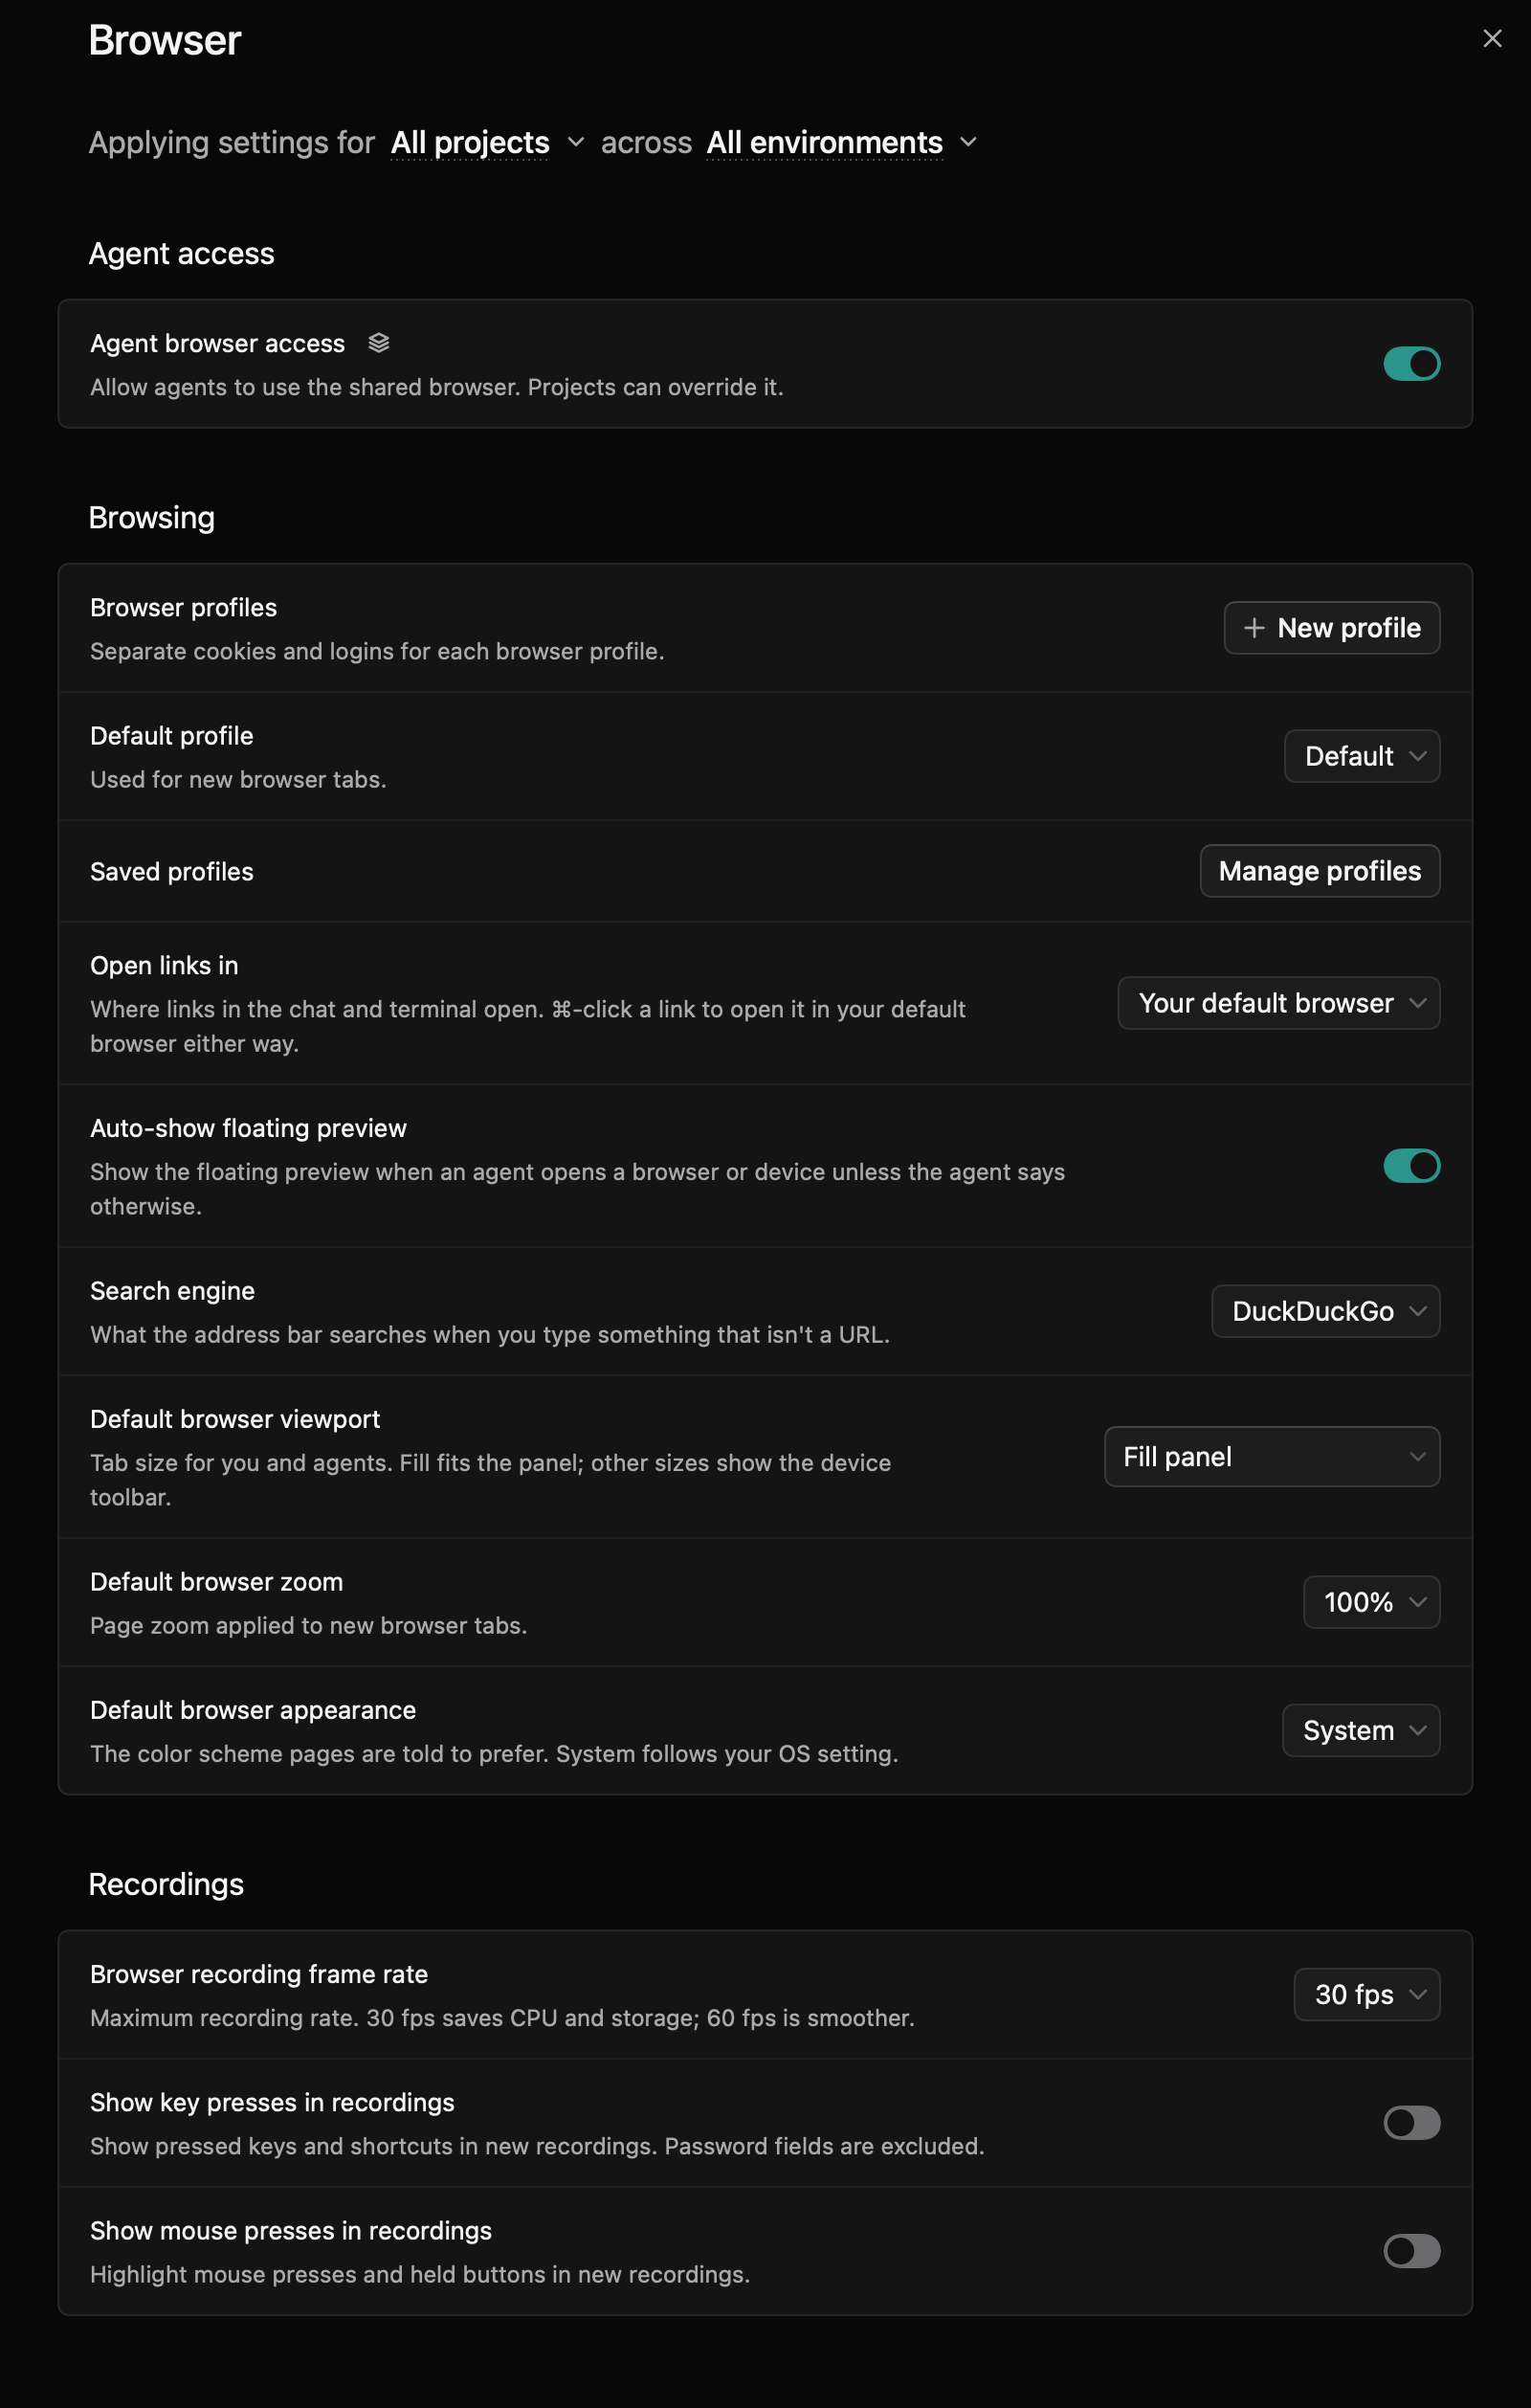 Browser
Applying settings for All projects across All environments
Agent access
Agent browser access
Allow agents to use the shared browser. Projects can override it.
Browsing
Browser profiles
Separate cookies and logins for each browser profile.
New profile
Default profile
Used for new browser tabs.
Default
Saved profiles
Manage profiles
Open links in
Where links in the chat and terminal open. ⌘-click a link to open it in your default
browser either way.
Your default browser
Auto-show floating preview
Show the floating preview when an agent opens a browser or device unless the agent says
otherwise.
Search engine
What the address bar searches when you type something that isn't a URL.
DuckDuckGo
Default browser viewport
Tab size for you and agents. Fill fits the panel; other sizes show the device
toolbar.
Fill panel
Default browser zoom
Page zoom applied to new browser tabs.
100%
Default browser appearance
The color scheme pages are told to prefer. System follows your OS setting.
System
Recordings
Browser recording frame rate
Maximum recording rate. 30 fps saves CPU and storage; 60 fps is smoother.
30 fps
Show key presses in recordings
Show pressed keys and shortcuts in new recordings. Password fields are excluded.
Show mouse presses in recordings
Highlight mouse presses and held buttons in new recordings.